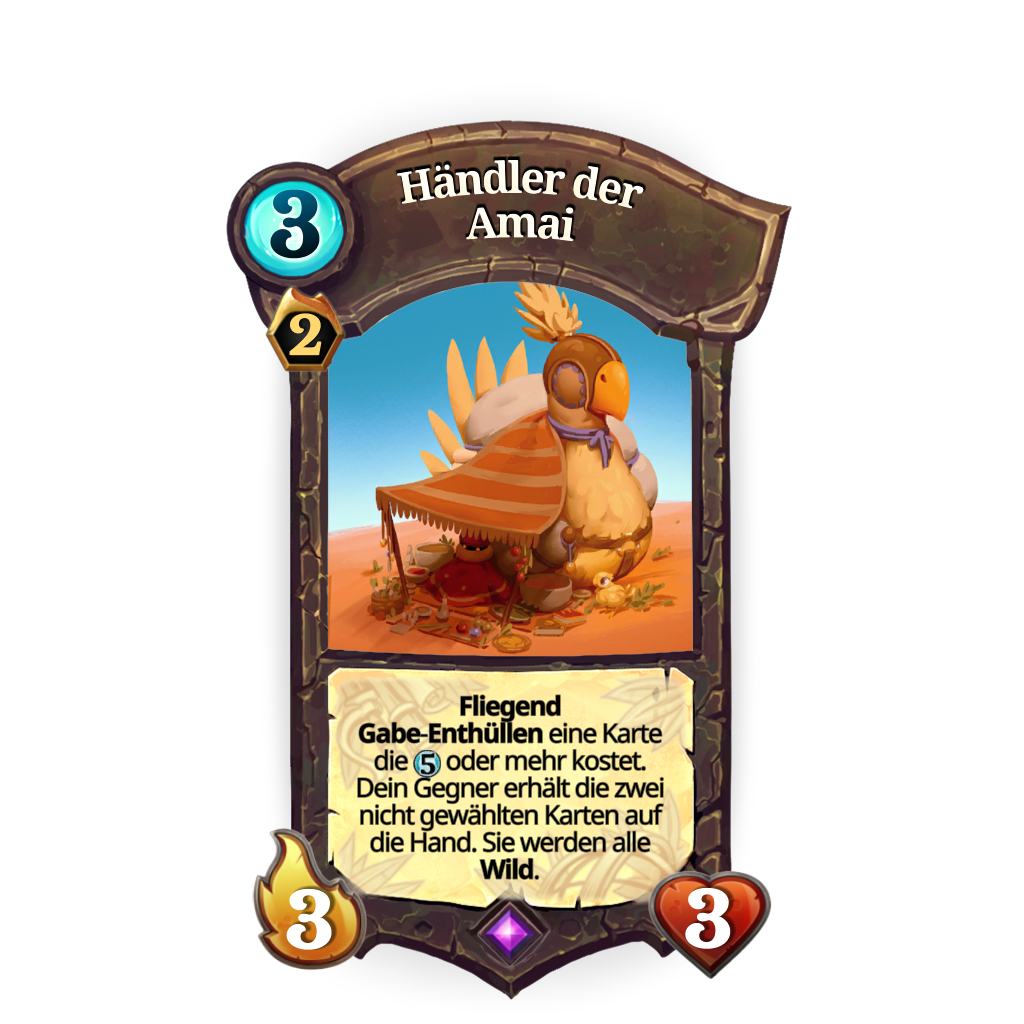 Händler der
Amai
3
2
Fliegend
Gabe-Enthüllen eine Karte
die 5 oder mehr kostet.
Dein Gegner erhält die zwei
nicht gewählten Karten auf
die Hand. Sie werden alle
Wild.
3
3